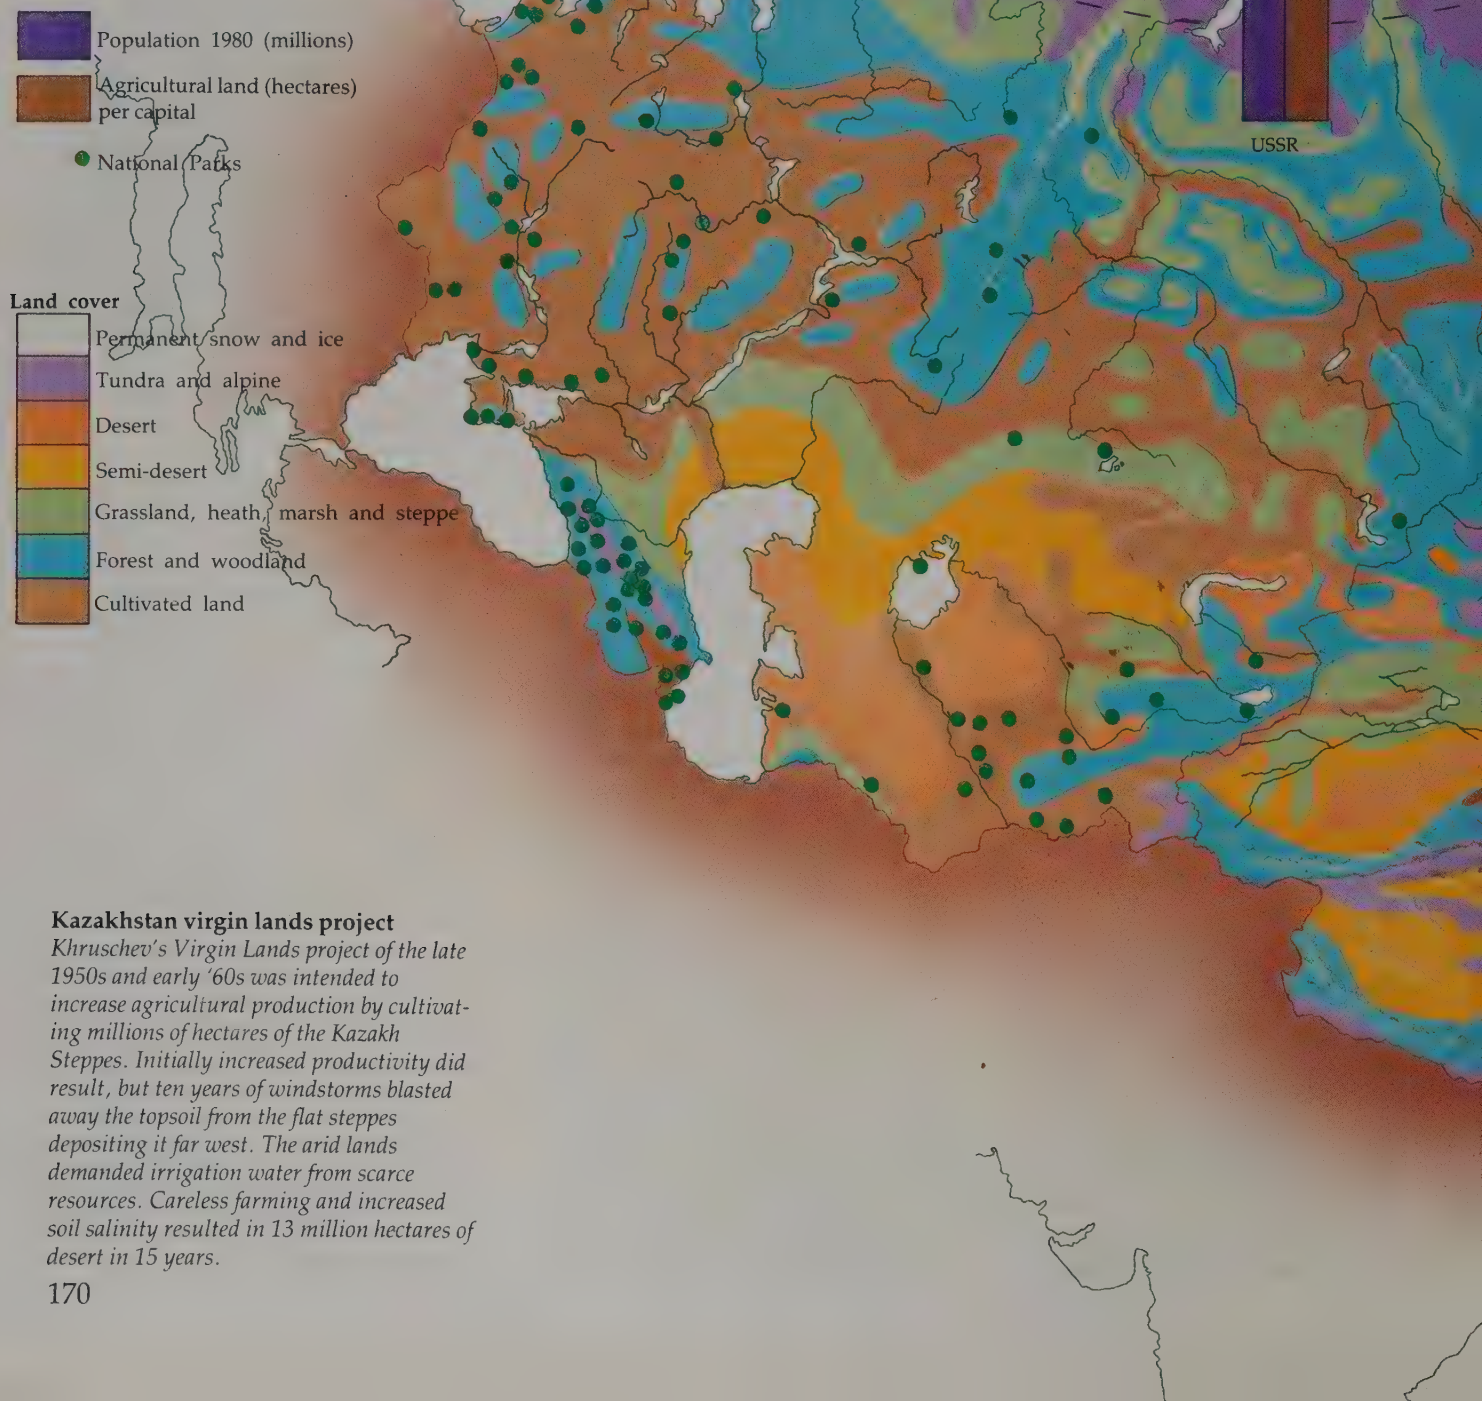 Population 1980 (millions)
Agricultural land (hectares)
per capital
National Parks
USSR
Land cover
Permanent snow and ice
Tundra and alpine
Desert
Semi-desert
Grassland, heath, marsh and steppe
Forest and woodland
Cultivated land
Kazakhstan virgin lands project
Khruschev's Virgin Lands project of the late
1950s and early '60s was intended to
increase agricultural production by cultivat-
ing millions of hectares of the Kazakh
Steppes. Initially increased productivity did
result, but ten years of windstorms blasted
away the topsoil from the flat steppes
depositing it far west. The arid lands
demanded irrigation water from scarce
resources. Careless farming and increased
soil salinity resulted in 13 million hectares of
desert in 15 years.
170